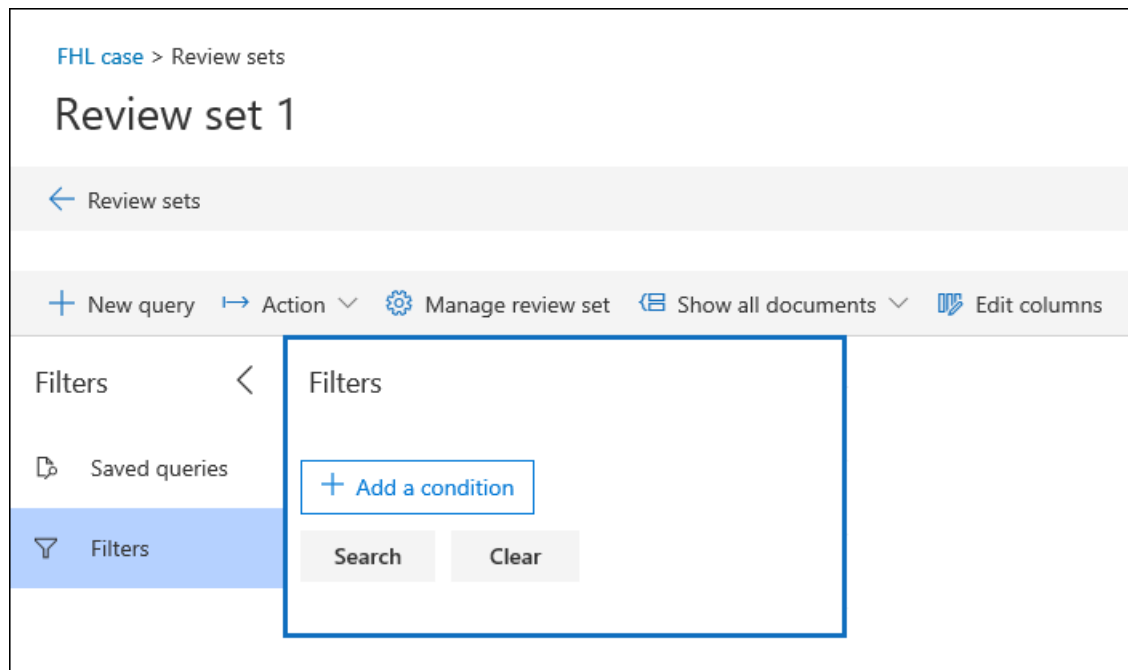 FHL case > Review sets
Review set 1
Review sets
New query Action Manage review set Show all documents Edit columns
Filters
Saved queries
Filters
Filters
Add a condition
Search Clear